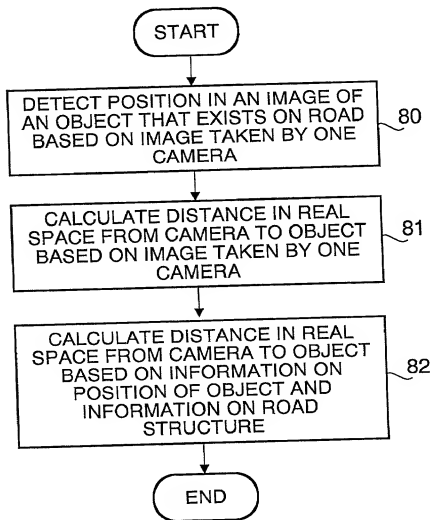 START
DETECT POSITION IN AN IMAGE OF
AN OBJECT THAT EXISTS ON ROAD
BASED ON IMAGE TAKEN BY ONE
CAMERA
80
CALCULATE DISTANCE IN REAL
SPACE FROM CAMERA TO OBJECT
BASED ON IMAGE TAKEN BY ONE
CAMERA
81
CALCULATE DISTANCE IN REAL
SPACE FROM CAMERA TO OBJECT
BASED ON INFORMATION ON
POSITION OF OBJECT AND
INFORMATION ON ROAD
STRUCTURE
82
END